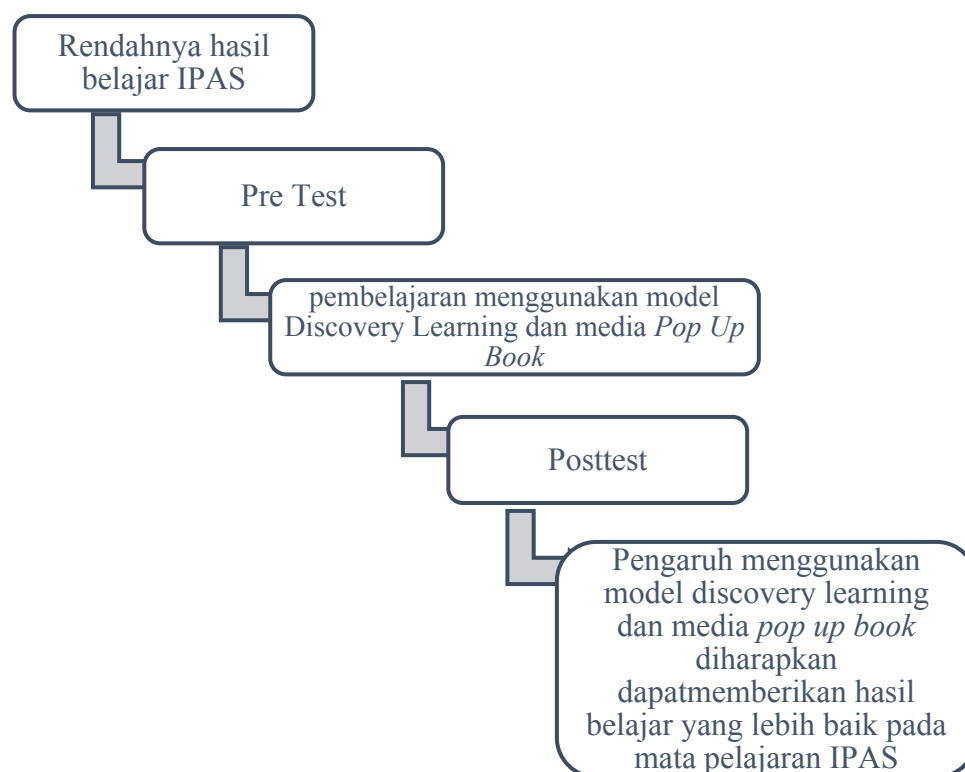 Rendahnya hasil
belajar IPAS
Pre Test
pembelajaran menggunakan model
Discovery Learning dan media Pop Up
Book
Posttest
Pengaruh menggunakan
model discovery learning
dan media pop up book
diharapkan
dapatmemberikan hasil
belajar yang lebih baik pada
mata pelajaran IPAS